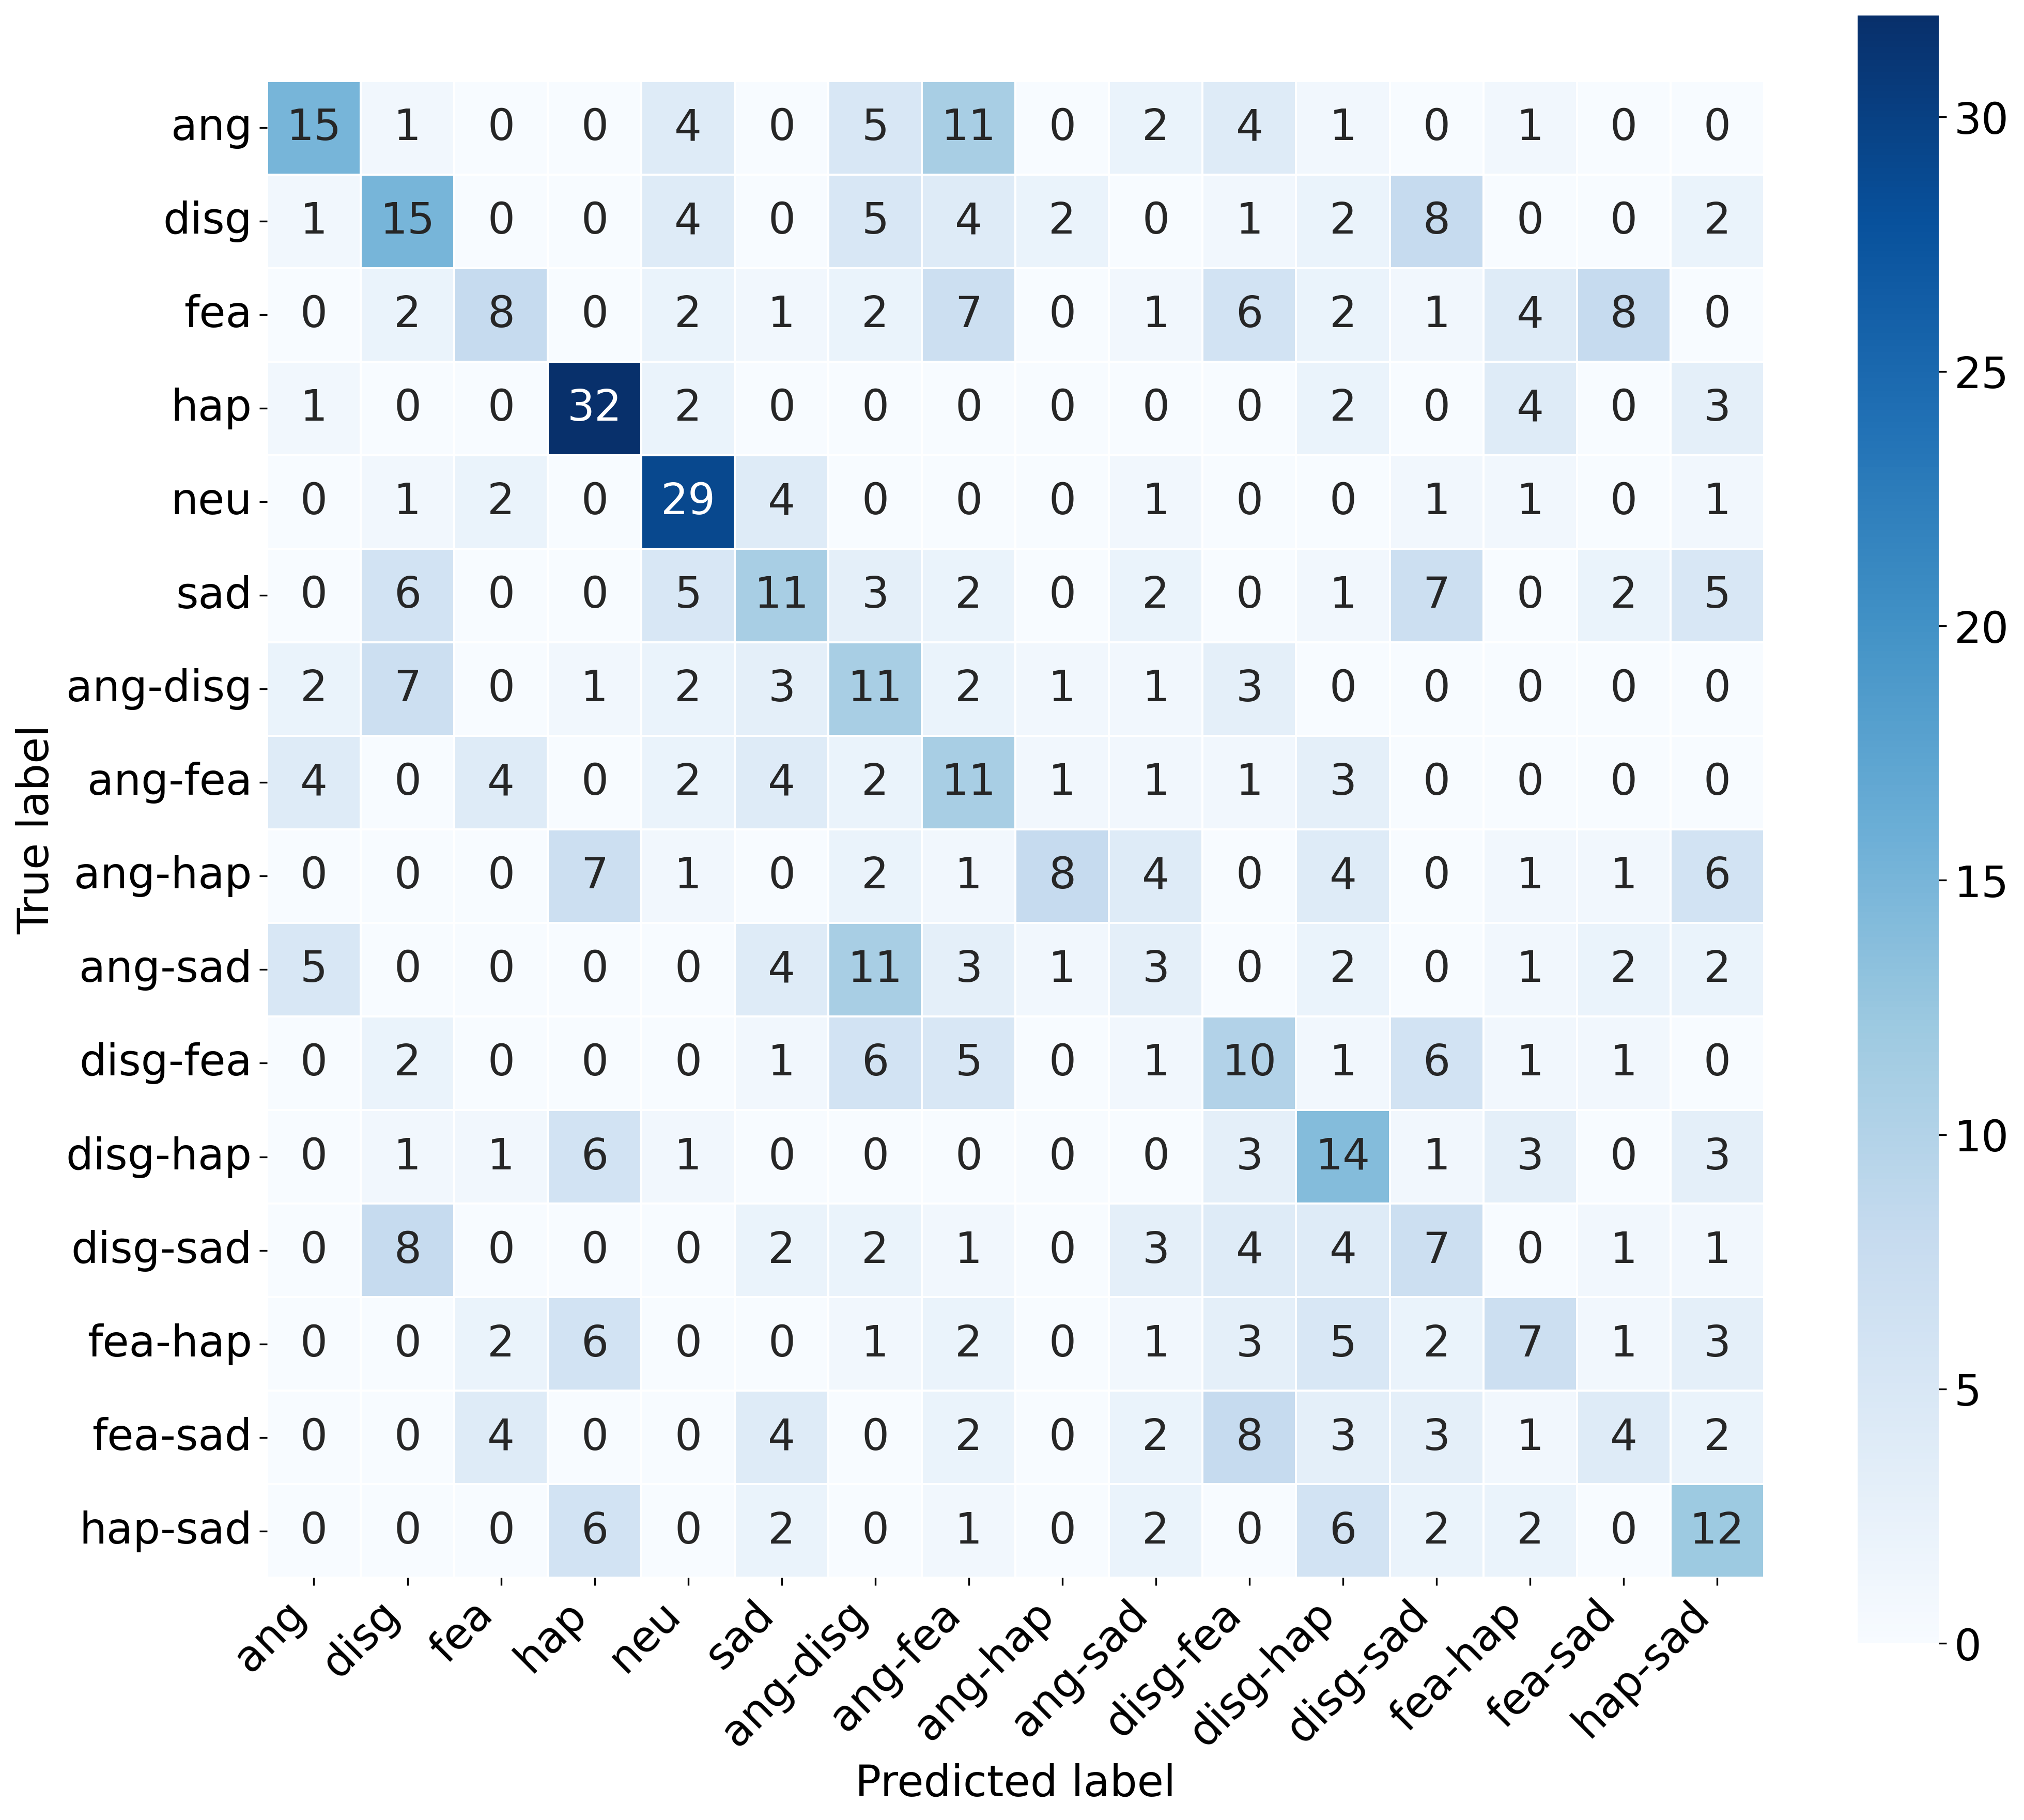 ang 15 1 0 0 4 0 5 11 0 2 4 1 0 1 0 0
disg 1 15 0 0 4 0 5 4 2 0 1 2 8 0 0 2
fea 0 2 8 0 2 1 2 7 0 1 6 2 1 4 8 0
hap 1 0 0 32 2 0 0 0 0 0 0 2 0 4 0 3
neu 0 1 2 0 29 4 0 0 0 1 0 0 1 1 0 1
sad 0 6 0 0 5 11 3 2 0 2 0 1 7 0 2 5
ang-disg 2 7 0 1 2 3 11 2 1 1 3 0 0 0 0 0
ang-fea 4 0 4 0 2 4 2 11 1 1 1 3 0 0 0 0
ang-hap 0 0 0 7 1 0 2 1 8 4 0 4 0 1 1 6
ang-sad 5 0 0 0 0 4 11 3 1 3 0 2 0 1 2 2
disg-fea 0 2 0 0 0 1 6 5 0 1 10 1 6 1 1 0
disg-hap 0 1 1 6 1 0 0 0 0 0 3 14 1 3 0 3
disg-sad 0 8 0 0 0 2 2 1 0 3 4 4 7 0 1 1
fea-hap 0 0 2 6 0 0 1 2 0 1 3 5 2 7 1 3
fea-sad 0 0 4 0 0 4 0 2 0 2 8 3 3 1 4 2
hap-sad 0 0 0 6 0 2 0 1 0 2 0 6 2 2 0 12
ang disg fea hap neu sad ang-disg ang-fea ang-hap ang-sad disg-fea disg-hap disg-sad fea-hap fea-sad hap-sad
Predicted label
True label
30
25
20
15
10
5
0